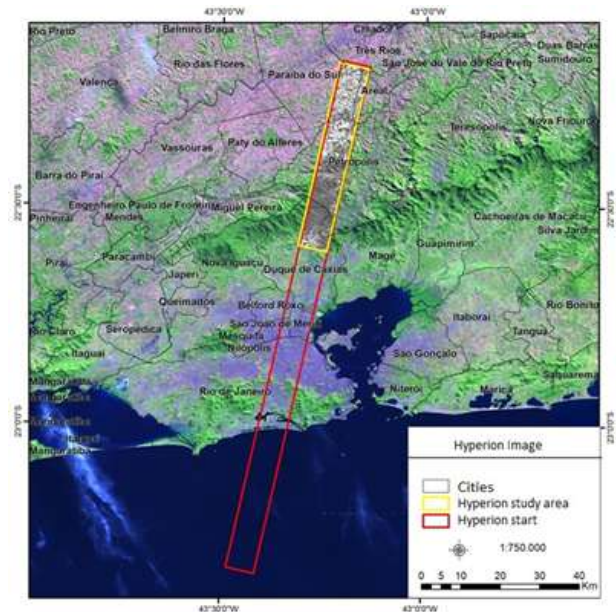 43°30'0"W
43°0'0"W
Rio Preto
Belmiro Braga
Chiador
Sapucaia
Três Rios
Duas Barras
Rio das Flores
Paraíba do Sul
São José do Vale do Rio Preto
Sumidouro
Valença
Areal
Nova Friburgo
Paty do Alferes
Teresópolis
Vassouras
Petrópolis
Barra do Piraí
22°30'0"S
22°30'0"S
Engenheiro Paulo de Frontin
Miguel Pereira
Pinheiral
Mendes
Cachoeiras de Macacu
Silva Jardim
Paracambi
Guapimirim
Piraí
Nova Iguaçu
Magé
Japeri
Duque de Caxias
Queimados
Belford Roxo
Rio Bonito
Itaboraí
Rio Claro
Seropédica
São João de Meriti
Tanguá
Mesquita
Itaguaí
Nilópolis
São Gonçalo
Mangaratiba
Rio de Janeiro
Niterói
Maricá
Saquarema
23°0'0"S
23°0'0"S
Mangaratiba
Hyperion Image
Cities
Hyperion study area
Hyperion start
1:750.000
0 5 10 20 30 40
Km
43°30'0"W
43°0'0"W